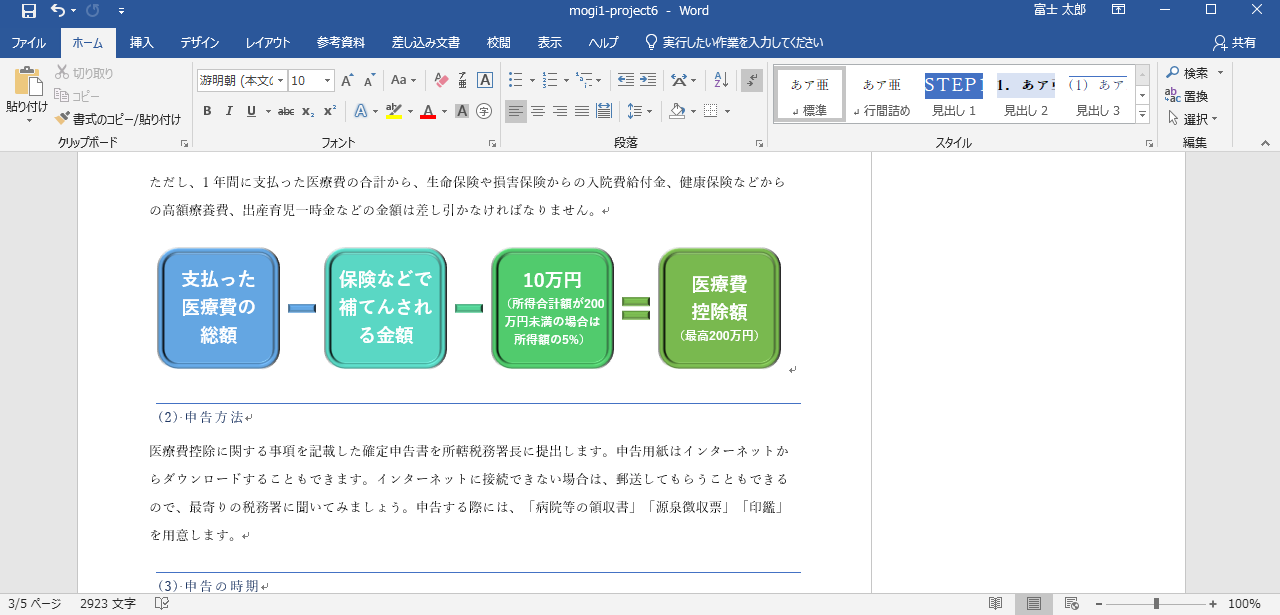 mogi1-project6 - Word
富士 太郎
ファイル ホーム 挿入 デザイン レイアウト 参考資料 差し込み文書 校閲 表示 ヘルプ 実行したい作業を入力してください 共有
貼り付け
切り取り
コピー
書式のコピー/貼り付け
クリップボード
游明朝 (本文の 10
フォント
段落
あア亜
標準
あア亜
行間詰め
STEP1
見出し 1
1. あア亜
見出し 2
(1) あア
見出し 3
スタイル
検索
置換
選択
編集
ただし、1 年間に支払った医療費の合計から、生命保険や損害保険からの入院費給付金、健康保険などから
の高額療養費、出産育児一時金などの金額は差し引かなければなりません。
支払った
医療費の
総額
保険などで
補てんされ
る金額
10万円
（所得合計額が200
万円未満の場合は
所得額の5%）
医療費
控除額
（最高200万円）
(2) 申告方法
医療費控除に関する事項を記載した確定申告書を所轄税務署長に提出します。申告用紙はインターネットか
らダウンロードすることもできます。インターネットに接続できない場合は、郵送してもらうこともできる
ので、最寄りの税務署に聞いてみましょう。申告する際には、「病院等の領収書」「源泉徴収票」「印鑑」
を用意します。
(3) 申告の時期
3/5 ページ 2923 文字 100%